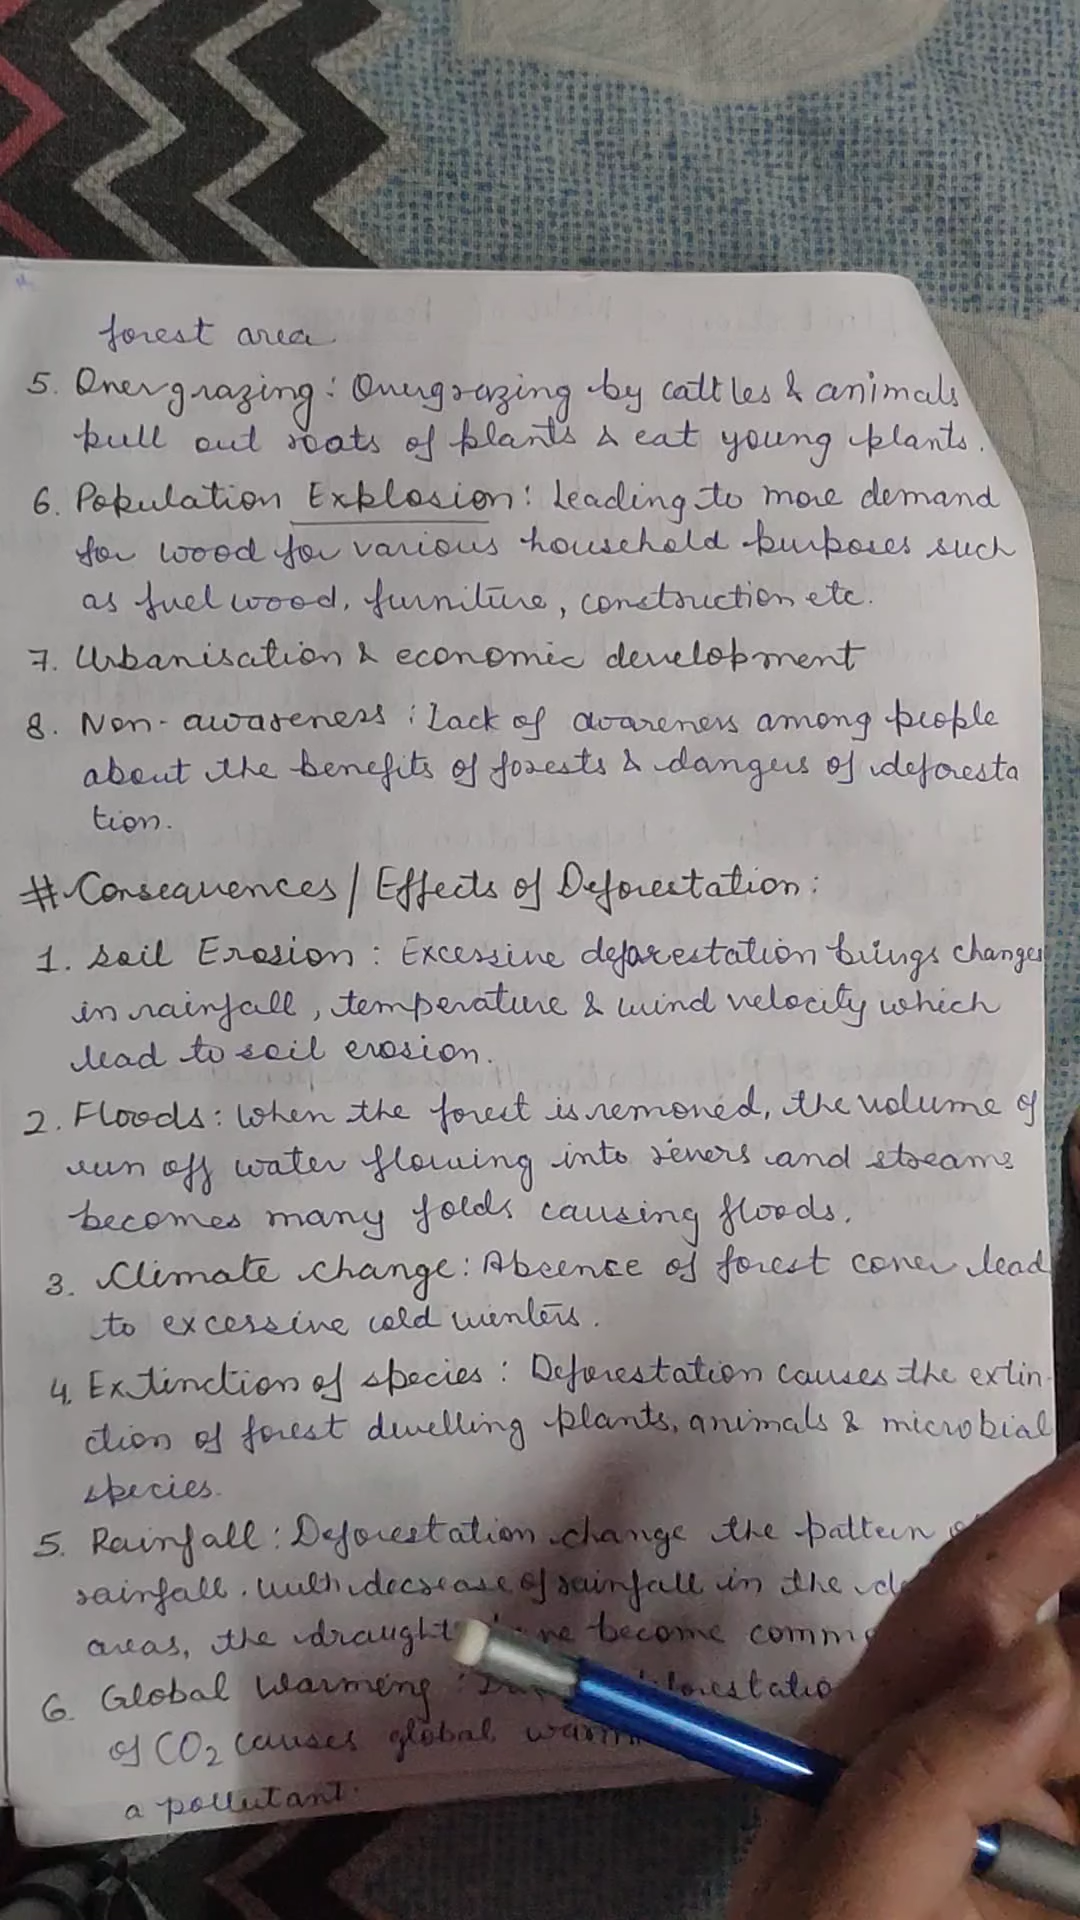 forest area
5. Overgrazing: Overgrazing by cattles & animals
pull out roots of plants & eat young plants.
6. Population Explosion: Leading to more demand
for wood for various household purposes such
as fuel wood, furniture, construction etc.
7. Urbanisation & economic development
8. Non-awareness: Lack of awareness among people
about the benefits of forests & dangers of deforesta
tion.
# Consequences/Effects of Deforestation:
1. Soil Erosion: Excessive deforestation brings changes
in rainfall, temperature & wind velocity which
lead to soil erosion.
2. Floods: When the forest is removed, the volume of
run off water flowing into rivers and streams
becomes many folds causing floods.
3. Climate change: Absence of forest cover lead
to excessive cold winters.
4. Extinction of species: Deforestation causes the extin-
ction of forest dwelling plants, animals & microbial
species.
5. Rainfall: Deforestation change the pattern
rainfall. With decrease of rainfall in the
areas, the draught become
6. Global Warming:
of CO2 causes global
a pollutant.